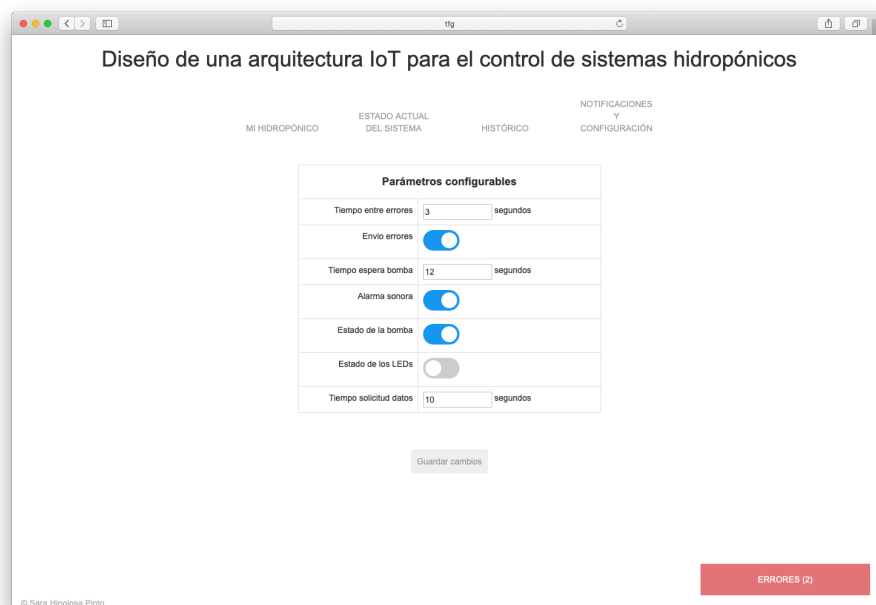 tfg
Diseño de una arquitectura IoT para el control de sistemas hidropónicos
MI HIDROPÓNICO
ESTADO ACTUAL
DEL SISTEMA
HISTÓRICO
NOTIFICACIONES
Y
CONFIGURACIÓN
Parámetros configurables
Tiempo entre errores 3 segundos
Envio errores
Tiempo espera bomba 12 segundos
Alarma sonora
Estado de la bomba
Estado de los LEDs
Tiempo solicitud datos 10 segundos
Guardar cambios
ERRORES (2)
© Sara Hinojosa Pinto